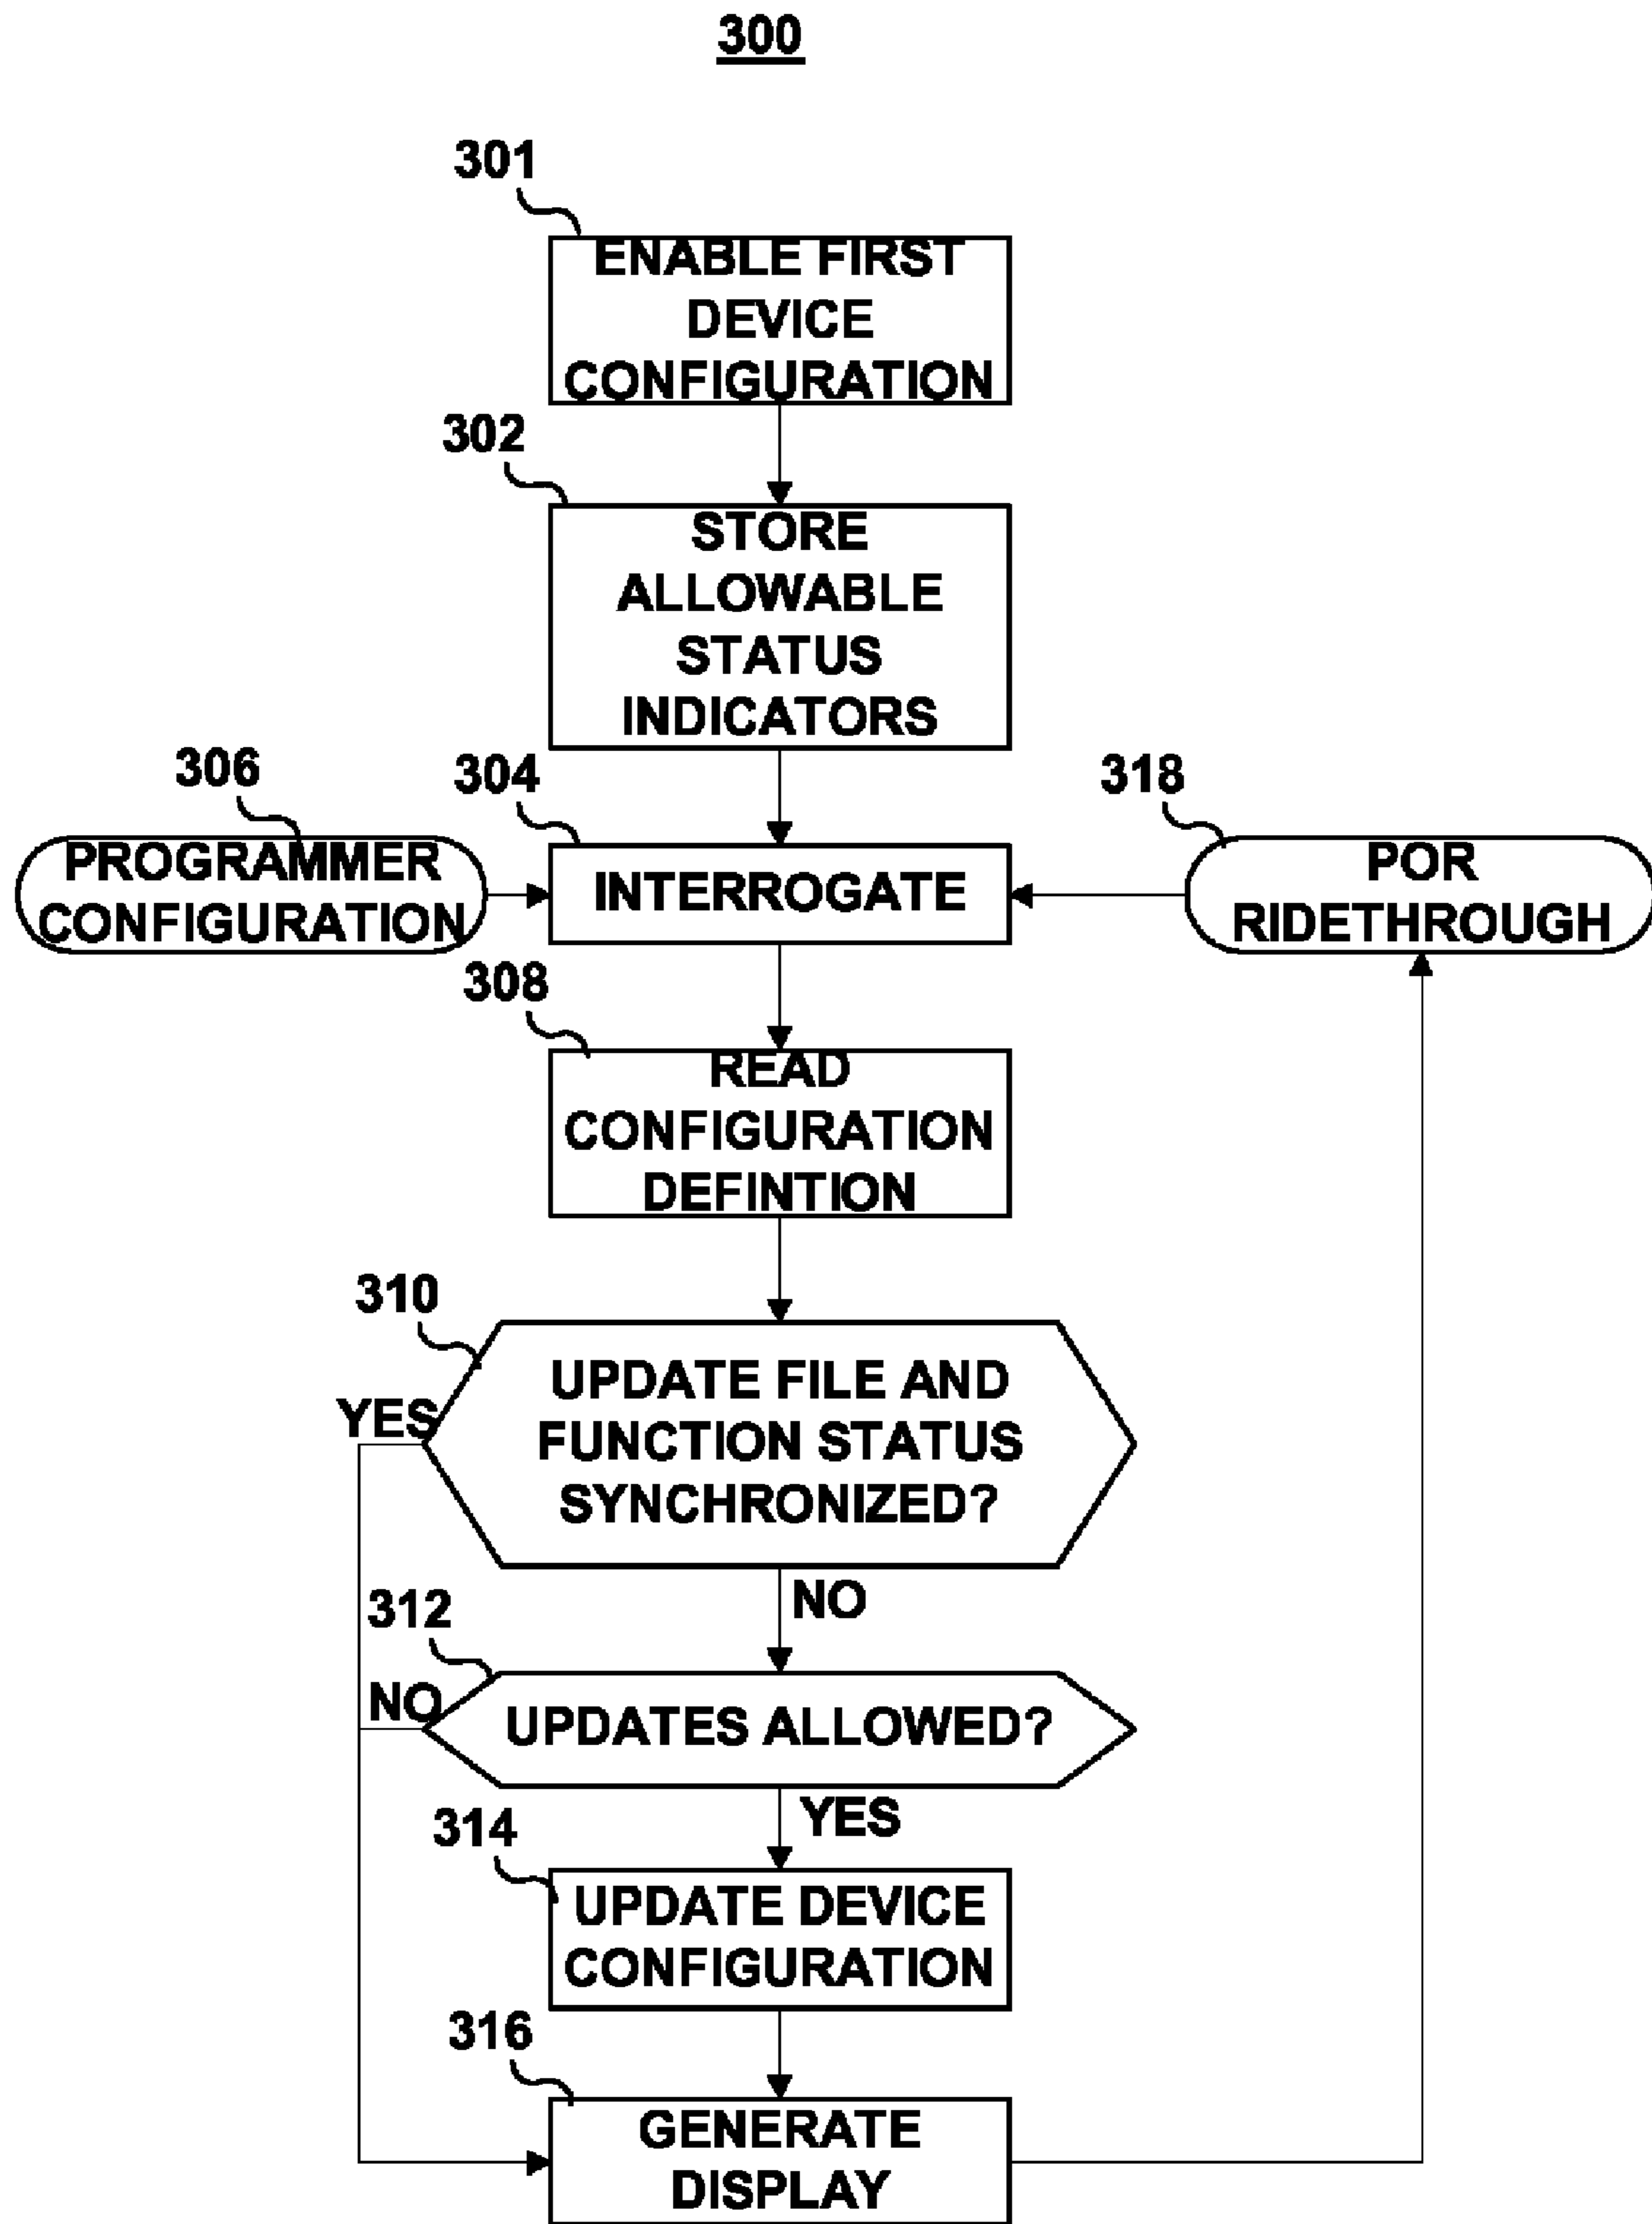 300
301
ENABLE FIRST
DEVICE
CONFIGURATION
302
STORE
ALLOWABLE
STATUS
INDICATORS
306
PROGRAMMER
CONFIGURATION
304
INTERROGATE
318
POR
RIDETHROUGH
308
READ
CONFIGURATION
DEFINTION
310
UPDATE FILE AND
FUNCTION STATUS
SYNCHRONIZED?
YES
NO
312
UPDATES ALLOWED?
NO
YES
314
UPDATE DEVICE
CONFIGURATION
316
GENERATE
DISPLAY